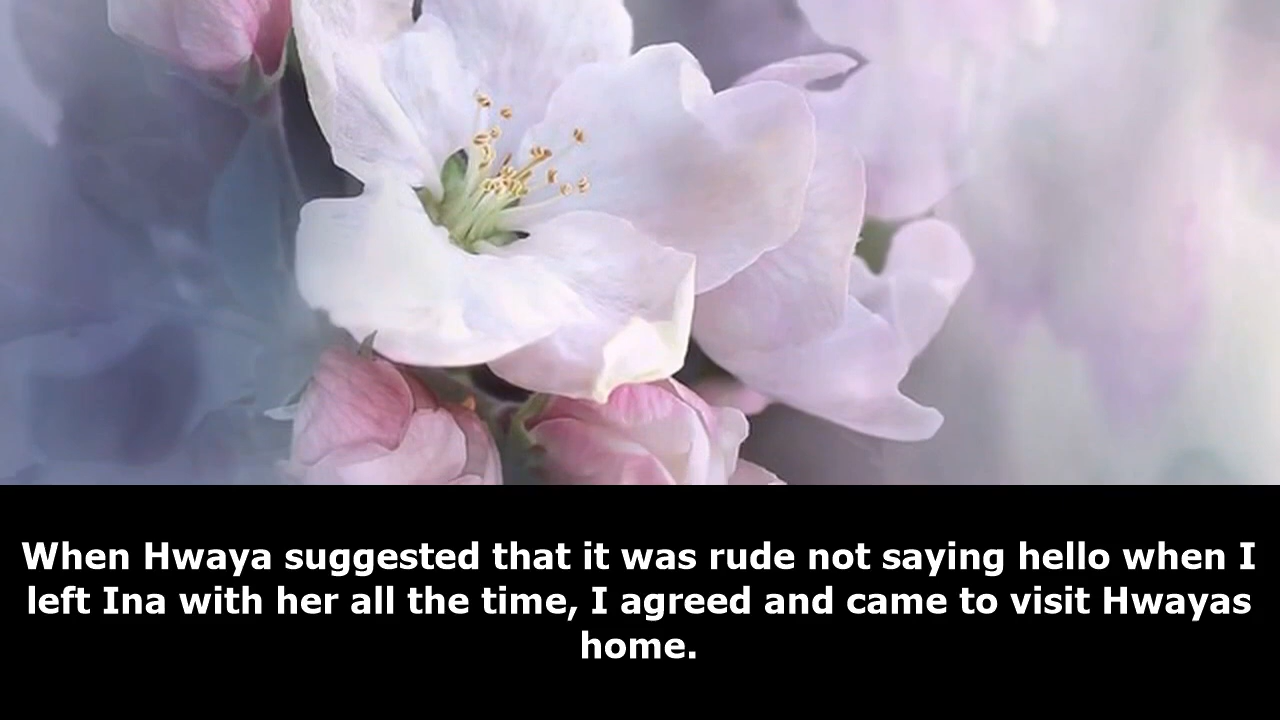 When Hwaya suggested that it was rude not saying hello when I
left Ina with her all the time, I agreed and came to visit Hwayas
home.